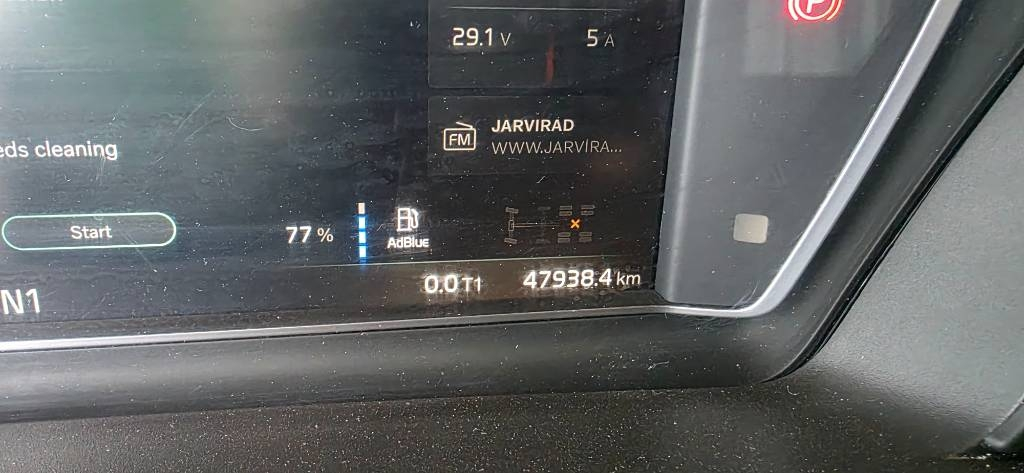 29.1 V
5 A
P
FM
JARVIRAD
WWW.JARVIRA...
eds cleaning
Start
77 %
AdBlue
0.0 T1
47938.4 km
N1